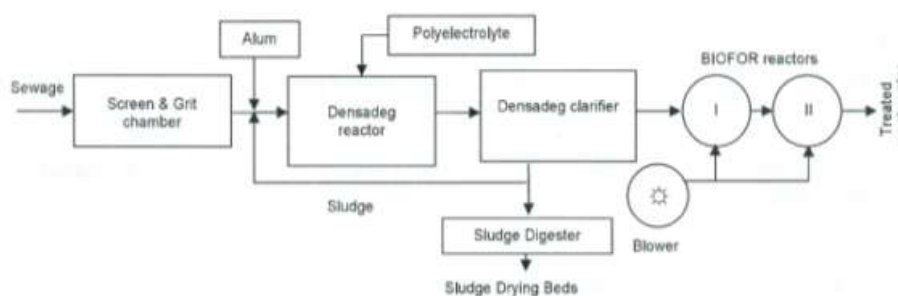 Alum
Polyelectrolyte
BIOFOR reactors
Sewage
Screen & Grit
chamber
Densadeg
reactor
Densadeg clarifier
I
II
Treated
Sludge
Sludge Digester
Blower
Sludge Drying Beds